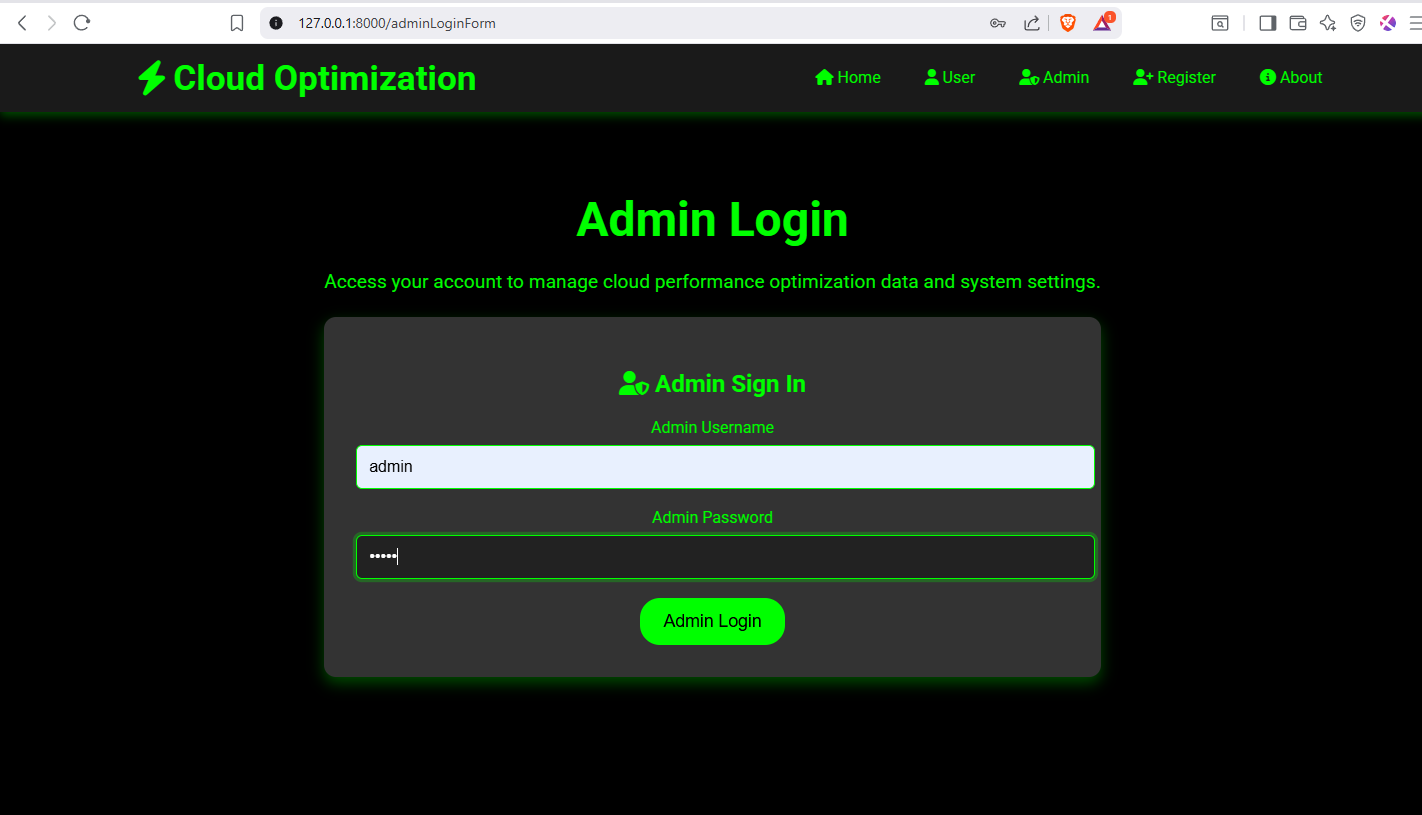 127.0.0.1:8000/adminLoginForm
1
Cloud Optimization
Home
User
Admin
Register
About
Admin Login
Access your account to manage cloud performance optimization data and system settings.
Admin Sign In
Admin Username
admin
Admin Password
•••••
Admin Login